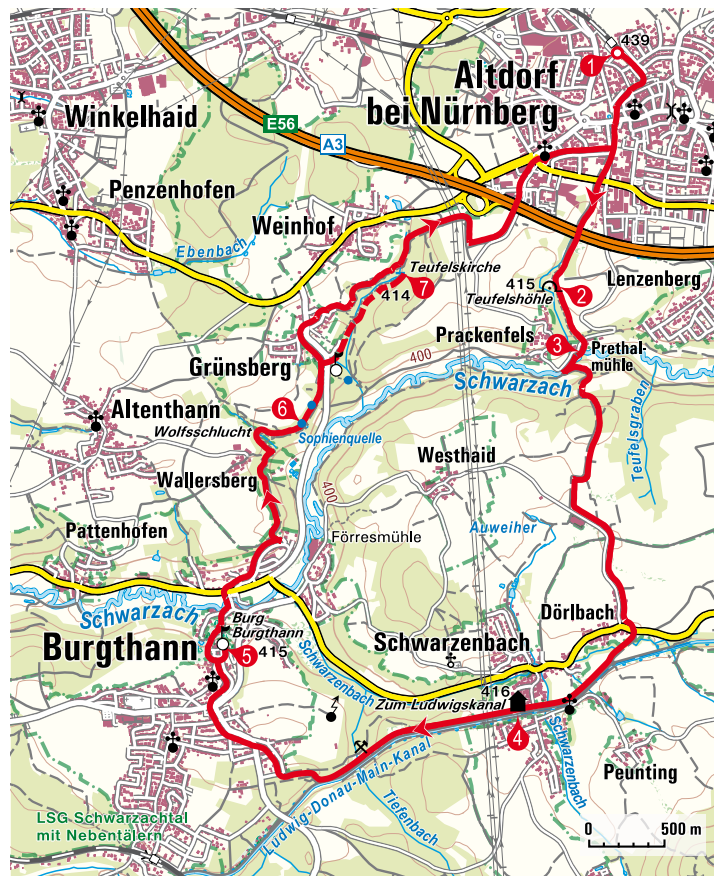 439
1
Altdorf
bei Nürnberg
Winkelhaid
E56
A3
Penzenhofen
Weinhof
Ebenbach
Teufelskirche
7
414
415
Teufelshöhle
2
Lenzenberg
Prackenfels
3
Prethal-
mühle
400
Grünsberg
Schwarzach
Altenthann
6
Wolfsschlucht
Sophienquelle
Teufelsgraben
Westhaid
Wallersberg
400
Auweiher
Pattenhofen
Förresmühle
Schwarzach
Dörlbach
Burg
Burgthann
Burgthann
5
415
Schwarzenbach
Schwarzenbach
416
Zum Ludwigskanal
4
Schwarzenbach
Peunting
Ludwig-Donau-Main-Kanal
Tiefenbach
LSG Schwarzachtal
mit Nebentälern
0 500 m